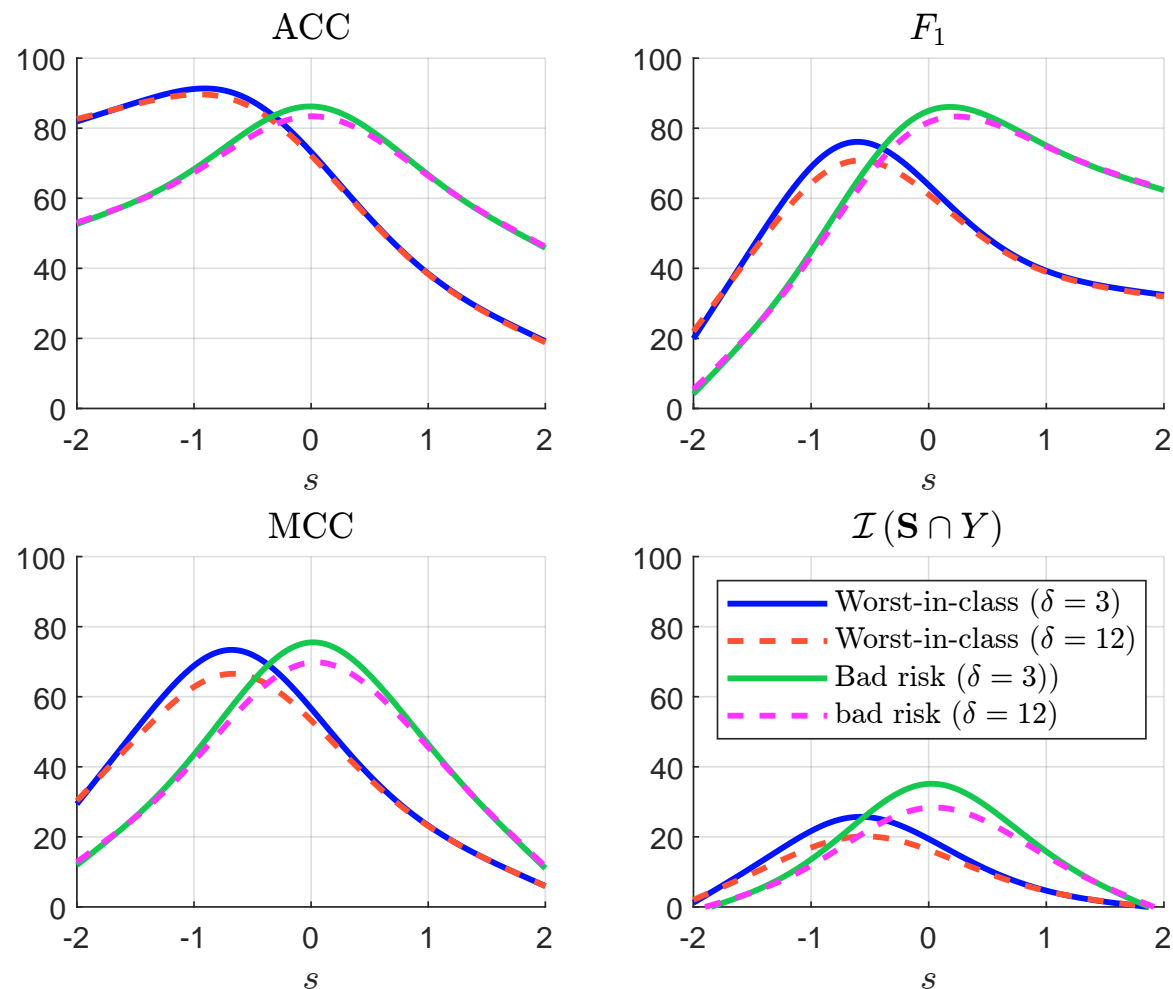 ACC
100
80
60
40
20
0
-2 -1 0 1 2
s
F₁
100
80
60
40
20
0
-2 -1 0 1 2
s
MCC
100
80
60
40
20
0
-2 -1 0 1 2
s
𝓘 (𝐒 ∩ Y)
100
80
60
40
20
0
Worst-in-class (δ = 3)
Worst-in-class (δ = 12)
Bad risk (δ = 3))
bad risk (δ = 12)
-2 -1 0 1 2
s